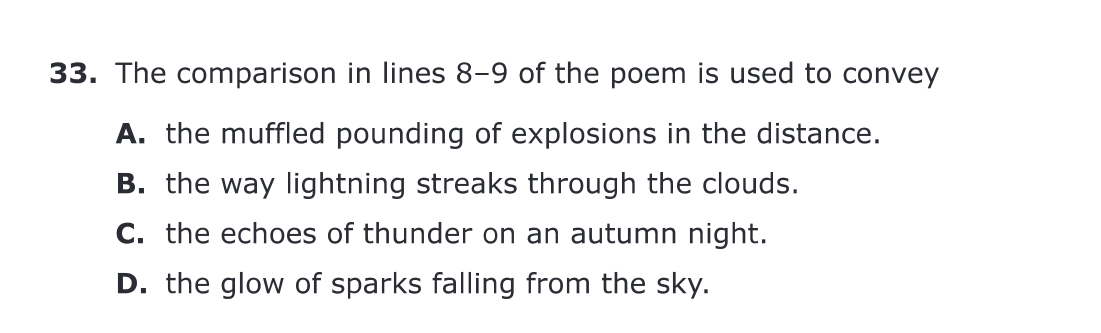 33. The comparison in lines 8–9 of the poem is used to convey
A. the muffled pounding of explosions in the distance.
B. the way lightning streaks through the clouds.
C. the echoes of thunder on an autumn night.
D. the glow of sparks falling from the sky.